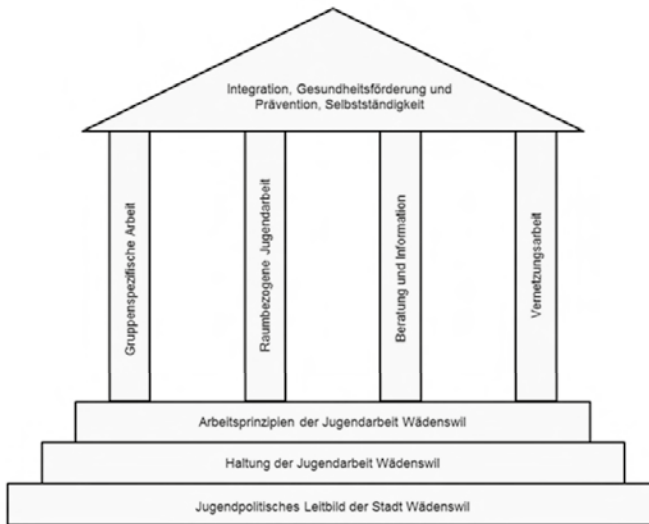 Integration, Gesundheitsförderung und
Prävention, Selbstständigkeit
Gruppenspezifische Arbeit
Raumbezogene Jugendarbeit
Beratung und Information
Vernetzungsarbeit
Arbeitsprinzipien der Jugendarbeit Wädenswil
Haltung der Jugendarbeit Wädenswil
Jugendpolitisches Leitbild der Stadt Wädenswil